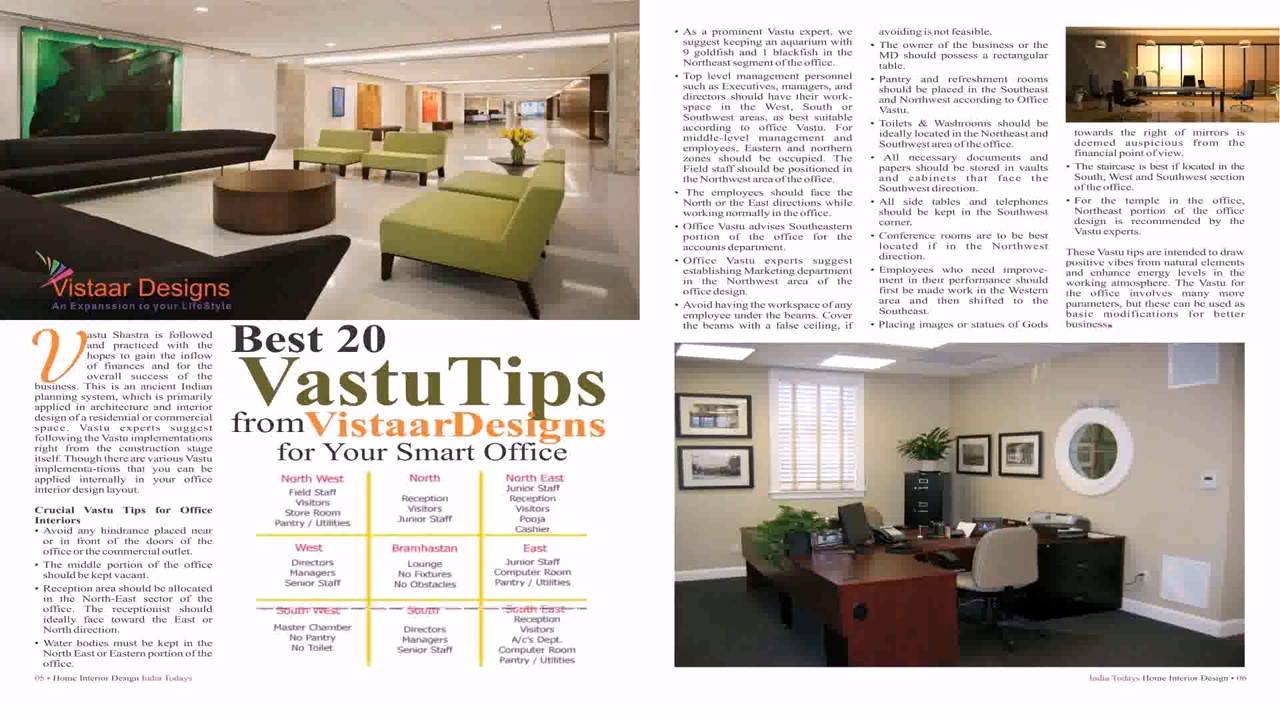 Vistaar Designs
An Expanssion to your LifeStyle
Vastu Shastra is followed
and practiced with the
hopes to gain the inflow
of finances and for the
overall success of the
business. This is an ancient Indian
planning system, which is primarily
applied in architecture and interior
design of a residential or commercial
space. Vastu experts suggest
following the Vastu implementations
right from the construction stage
itself. Though there are various Vastu
implementa-tions that you can be
applied internally in your office
interior design layout.
Crucial Vastu Tips for Office
Interiors
• Avoid any hindrance placed near
or in front of the doors of the
office or the commercial outlet.
• The middle portion of the office
should be kept vacant.
• Reception area should be allocated
in the North-East sector of the
office. The receptionist should
ideally face toward the East or
North direction.
• Water bodies must be kept in the
North East or Eastern portion of the
office.
Best 20
VastuTips
from VistaarDesigns
for Your Smart Office
North West
Field Staff
Visitors
Store Room
Pantry / Utilities
North
Reception
Visitors
Junior Staff
North East
Junior Staff
Reception
Visitors
Pooja
Cashier
West
Directors
Managers
Senior Staff
Bramhastan
Lounge
No Fixtures
No Obstacles
East
Junior Staff
Computer Room
Pantry / Utilities
South West
Master Chamber
No Pantry
No Toilet
South
Directors
Managers
Senior Staff
South East
Reception
Visitors
A/c's Dept.
Computer Room
Pantry / Utilities
05 • Home Interior Design India Todays
• As a prominent Vastu expert, we
suggest keeping an aquarium with
9 goldfish and 1 blackfish in the
Northeast segment of the office.
• Top level management personnel
such as Executives, managers, and
directors should have their work-
space in the West, South or
Southwest areas, as best suitable
according to office Vastu. For
middle-level management and
employees, Eastern and northern
zones should be occupied. The
Field staff should be positioned in
the Northwest area of the office.
• The employees should face the
North or the East directions while
working normally in the office.
• Office Vastu advises Southeastern
portion of the office for the
accounts department.
• Office Vastu experts suggest
establishing Marketing department
in the Northwest area of the
office design.
• Avoid having the workspace of any
employee under the beams. Cover
the beams with a false ceiling, if
avoiding is not feasible.
• The owner of the business or the
MD should possess a rectangular
table.
• Pantry and refreshment rooms
should be placed in the Southeast
and Northwest according to Office
Vastu.
• Toilets & Washrooms should be
ideally located in the Northeast and
Southwest area of the office.
• All necessary documents and
papers should be stored in vaults
and cabinets that face the
Southwest direction.
• All side tables and telephones
should be kept in the Southwest
corner.
• Conference rooms are to be best
located if in the Northwest
direction.
• Employees who need improve-
ment in their performance should
first be made work in the Western
area and then shifted to the
Southeast.
• Placing images or statues of Gods
towards the right of mirrors is
deemed auspicious from the
financial point of view.
• The staircase is best if located in the
South, West and Southwest section
of the office.
• For the temple in the office,
Northeast portion of the office
design is recommended by the
Vastu experts.
These Vastu tips are intended to draw
positive vibes from natural elements
and enhance energy levels in the
working atmosphere. The Vastu for
the office involves many more
parameters, but these can be used as
basic modifications for better
business.
India Todays Home Interior Design • 06